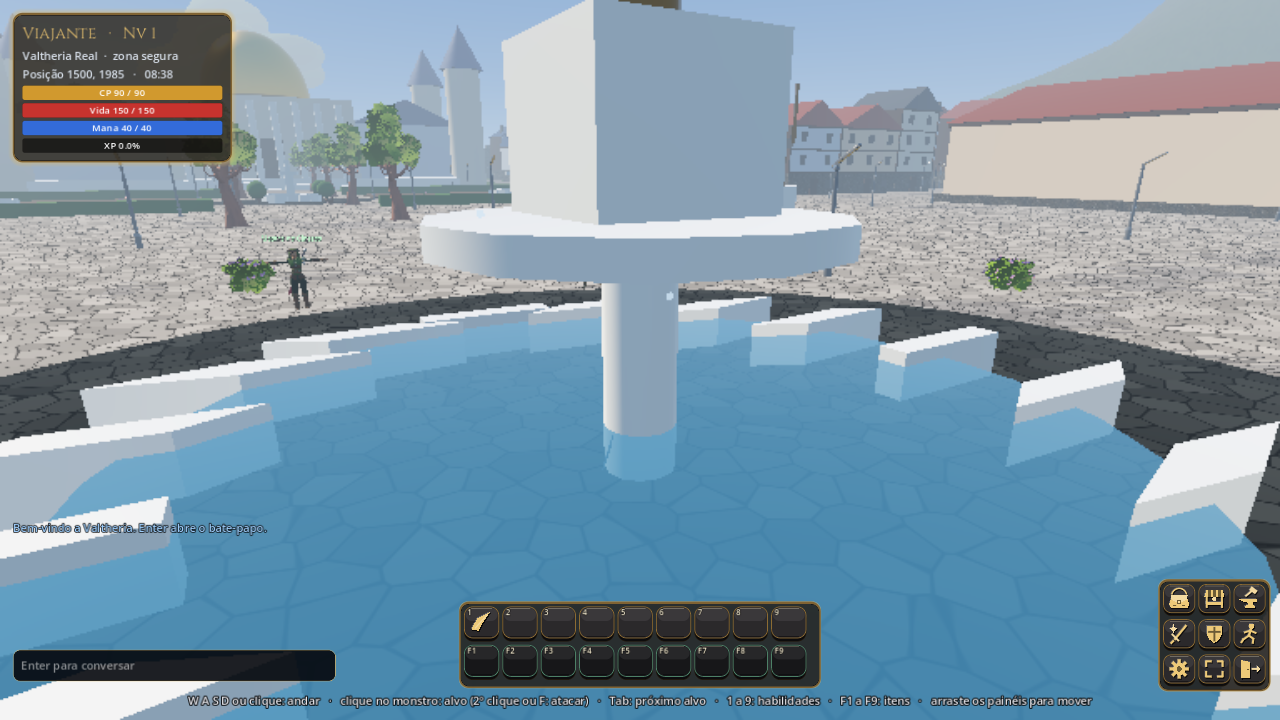 Viajante · Nv 1
Valtheria Real · zona segura
Posição 1500, 1985 · 08:38
CP 90 / 90
Vida 150 / 150
Mana 40 / 40
XP 0.0%
Bem-vindo a Valtheria. Enter abre o bate-papo.
1 2 3 4 5 6 7 8 9
F1 F2 F3 F4 F5 F6 F7 F8 F9
Enter para conversar
W A S D ou clique: andar · clique no monstro: alvo (2º clique ou F: atacar) · Tab: próximo alvo · 1 a 9: habilidades · F1 a F9: itens · arraste os painéis para mover